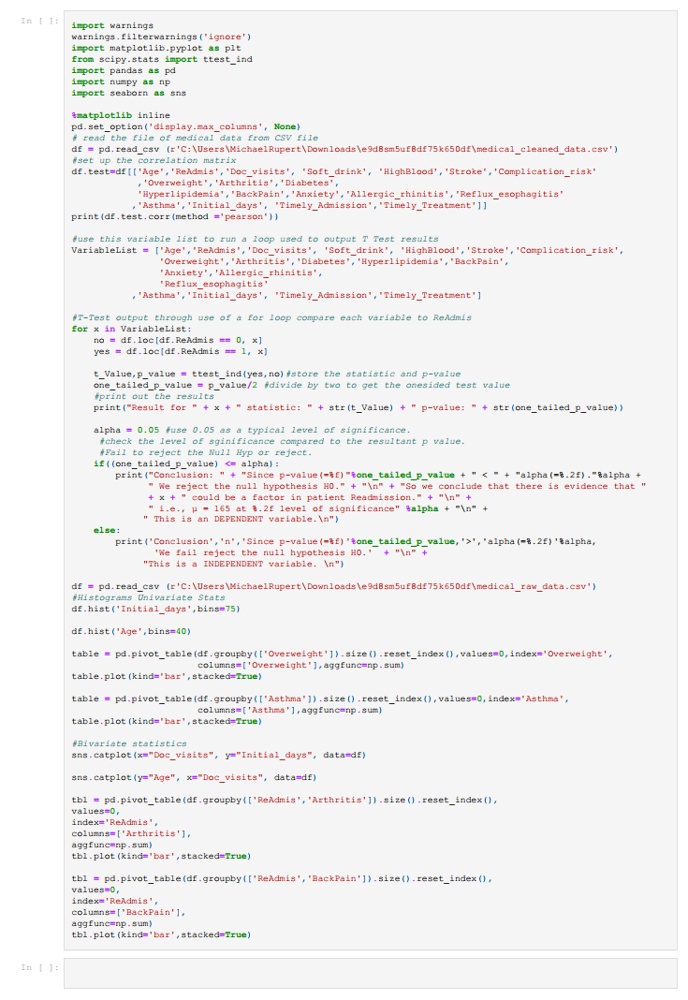 In [ ]:
import warnings
warnings.filterwarnings('ignore')
import matplotlib.pyplot as plt
from scipy.stats import ttest_ind
import pandas as pd
import numpy as np
import seaborn as sns
%matplotlib inline
pd.set_option('display.max_columns', None)
# read the file of medical data from CSV file
df = pd.read_csv (r'C:\Users\MichaelRupert\Downloads\e9d8sm5uf8df75k650df\medical_cleaned_data.csv')
#set up the correlation matrix
df.test=df[['Age','ReAdmis','Doc_visits', 'Soft_drink', 'HighBlood','Stroke','Complication_risk'
,'Overweight','Arthritis','Diabetes',
'Hyperlipidemia','BackPain','Anxiety','Allergic_rhinitis','Reflux_esophagitis'
,'Asthma','Initial_days', 'Timely_Admission','Timely_Treatment']]
print(df.test.corr(method ='pearson'))
#use this variable list to run a loop used to output T Test results
VariableList = ['Age','ReAdmis','Doc_visits', 'Soft_drink', 'HighBlood','Stroke','Complication_risk',
'Overweight','Arthritis','Diabetes','Hyperlipidemia','BackPain',
'Anxiety','Allergic_rhinitis',
'Reflux_esophagitis'
,'Asthma','Initial_days', 'Timely_Admission','Timely_Treatment']
#T-Test output through use of a for loop compare each variable to ReAdmis
for x in VariableList:
no = df.loc[df.ReAdmis == 0, x]
yes = df.loc[df.ReAdmis == 1, x]
t_Value,p_value = ttest_ind(yes,no)#store the statistic and p-value
one_tailed_p_value = p_value/2 #divide by two to get the onesided test value
#print out the results
print("Result for " + x + " statistic: " + str(t_Value) + " p-value: " + str(one_tailed_p_value))
alpha = 0.05 #use 0.05 as a typical level of significance.
#check the level of sginificance compared to the resultant p value.
#Fail to reject the Null Hyp or reject.
if((one_tailed_p_value) <= alpha):
print("Conclusion: " + "Since p-value(=%f)"%one_tailed_p_value + " < " + "alpha(=%.2f)."%alpha +
" We reject the null hypothesis H0." + "\n" + "So we conclude that there is evidence that "
+ x + " could be a factor in patient Readmission." + "\n" +
" i.e., μ = 165 at %.2f level of significance" %alpha + "\n" +
" This is an DEPENDENT variable.\n")
else:
print('Conclusion','n','Since p-value(=%f)'%one_tailed_p_value,'>','alpha(=%.2f)'%alpha,
'We fail reject the null hypothesis H0.'  + "\n" +
"This is a INDEPENDENT variable. \n")
df = pd.read_csv (r'C:\Users\MichaelRupert\Downloads\e9d8sm5uf8df75k650df\medical_raw_data.csv')
#Histograms Univariate Stats
df.hist('Initial_days',bins=75)
df.hist('Age',bins=40)
table = pd.pivot_table(df.groupby(['Overweight']).size().reset_index(),values=0,index='Overweight',
columns=['Overweight'],aggfunc=np.sum)
table.plot(kind='bar',stacked=True)
table = pd.pivot_table(df.groupby(['Asthma']).size().reset_index(),values=0,index='Asthma',
columns=['Asthma'],aggfunc=np.sum)
table.plot(kind='bar',stacked=True)
#Bivariate statistics
sns.catplot(x="Doc_visits", y="Initial_days", data=df)
sns.catplot(y="Age", x="Doc_visits", data=df)
tbl = pd.pivot_table(df.groupby(['ReAdmis','Arthritis']).size().reset_index(),
values=0,
index='ReAdmis',
columns=['Arthritis'],
aggfunc=np.sum)
tbl.plot(kind='bar',stacked=True)
tbl = pd.pivot_table(df.groupby(['ReAdmis','BackPain']).size().reset_index(),
values=0,
index='ReAdmis',
columns=['BackPain'],
aggfunc=np.sum)
tbl.plot(kind='bar',stacked=True)
In [ ]: